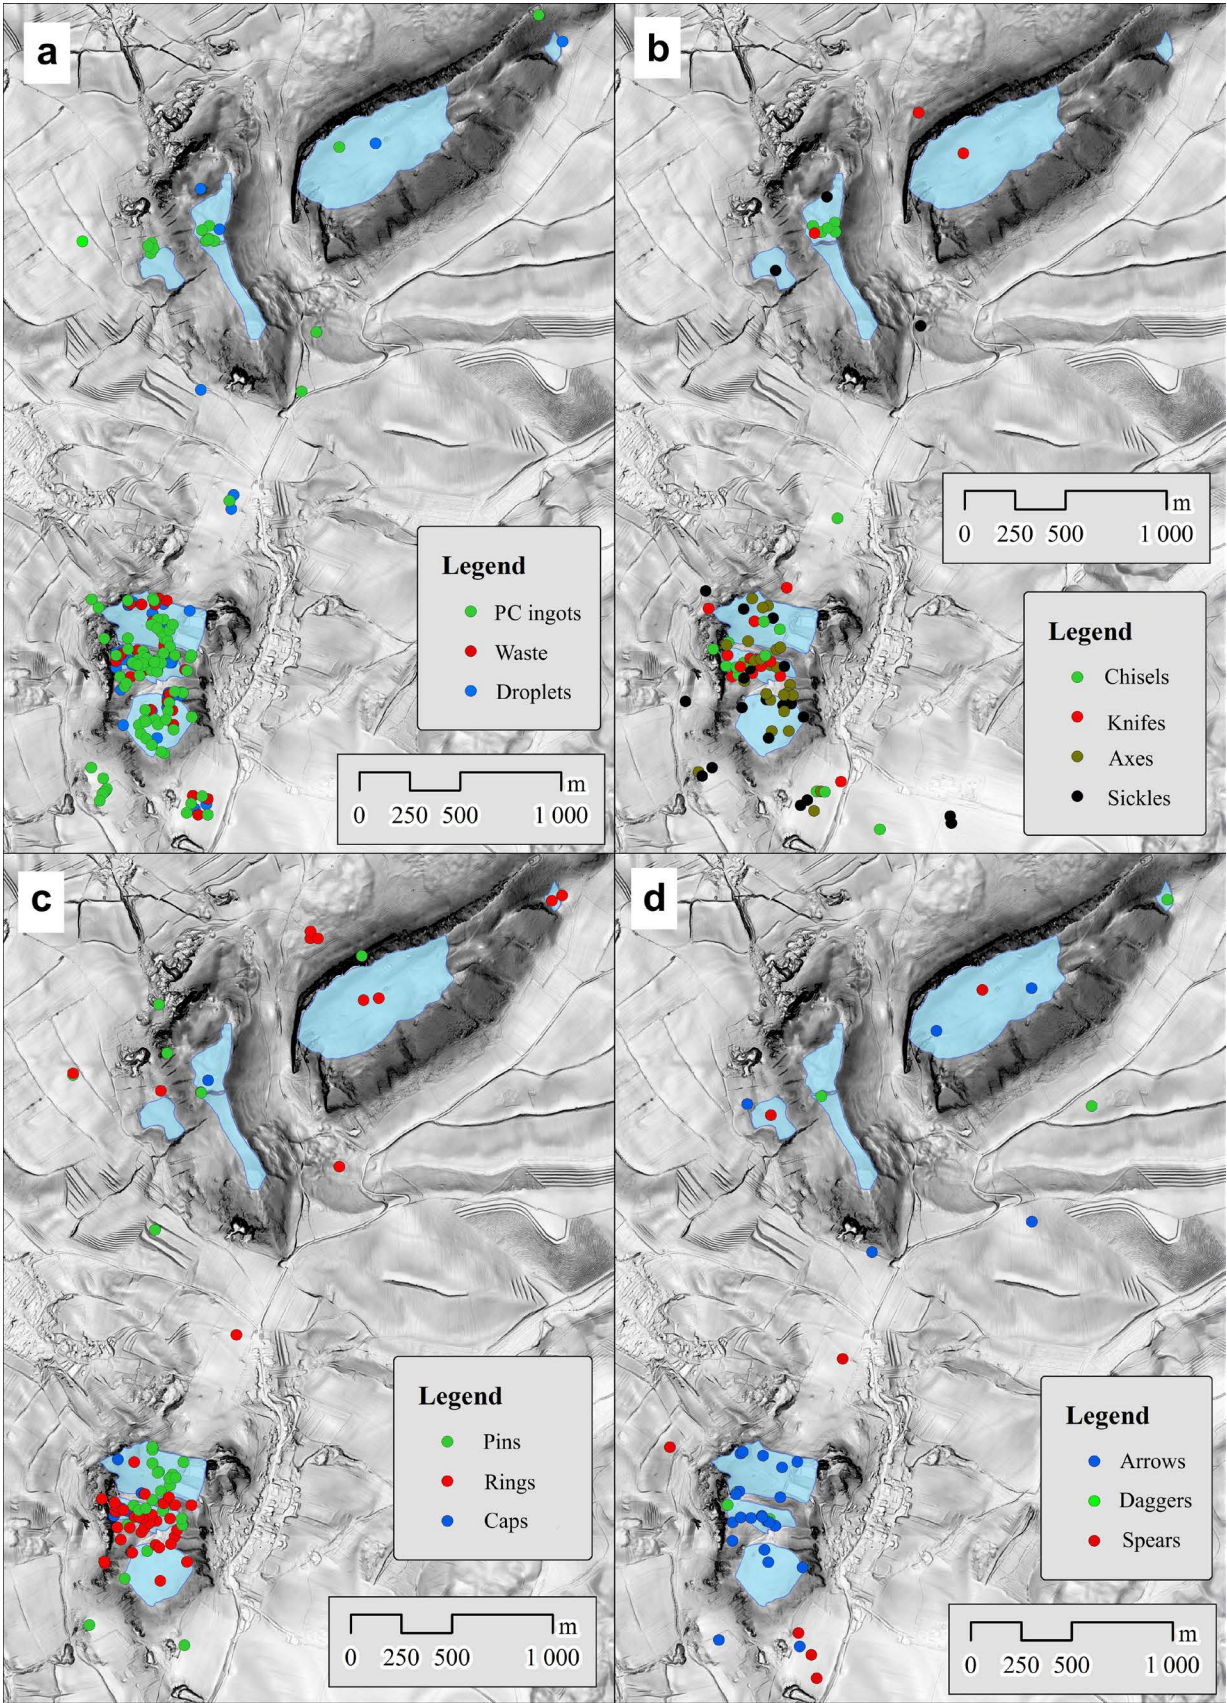 a
Legend
PC ingots
Waste
Droplets
m
0 250 500 1 000
b
m
0 250 500 1 000
Legend
Chisels
Knifes
Axes
Sickles
c
Legend
Pins
Rings
Caps
m
0 250 500 1 000
d
Legend
Arrows
Daggers
Spears
m
0 250 500 1 000